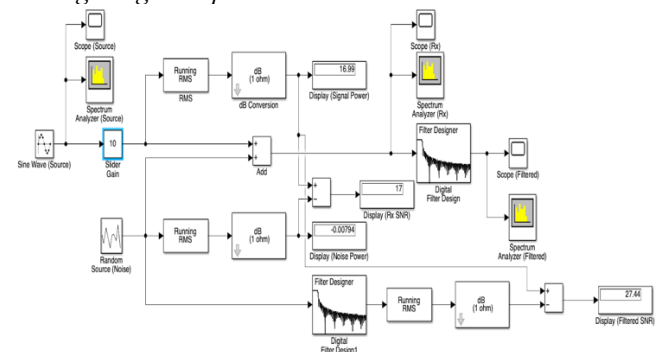 Scope (Source)
Spectrum
Analyzer (Source)
Sine Wave (Source)
10
Slider
Gain
Running
RMS
RMS
dB
(1 ohm)
dB Conversion
16.99
Display (Signal Power)
Scope (Rx)
Spectrum
Analyzer (Rx)
Add
Filter Designer
Digital
Filter Design
Scope (Filtered)
Spectrum
Analyzer (Filtered)
17
Display (Rx SNR)
Random
Source (Noise)
Running
RMS
dB
(1 ohm)
-0.00794
Display (Noise Power)
Filter Designer
Digital
Filter Design1
Running
RMS
dB
(1 ohm)
27.44
Display (Filtered SNR)